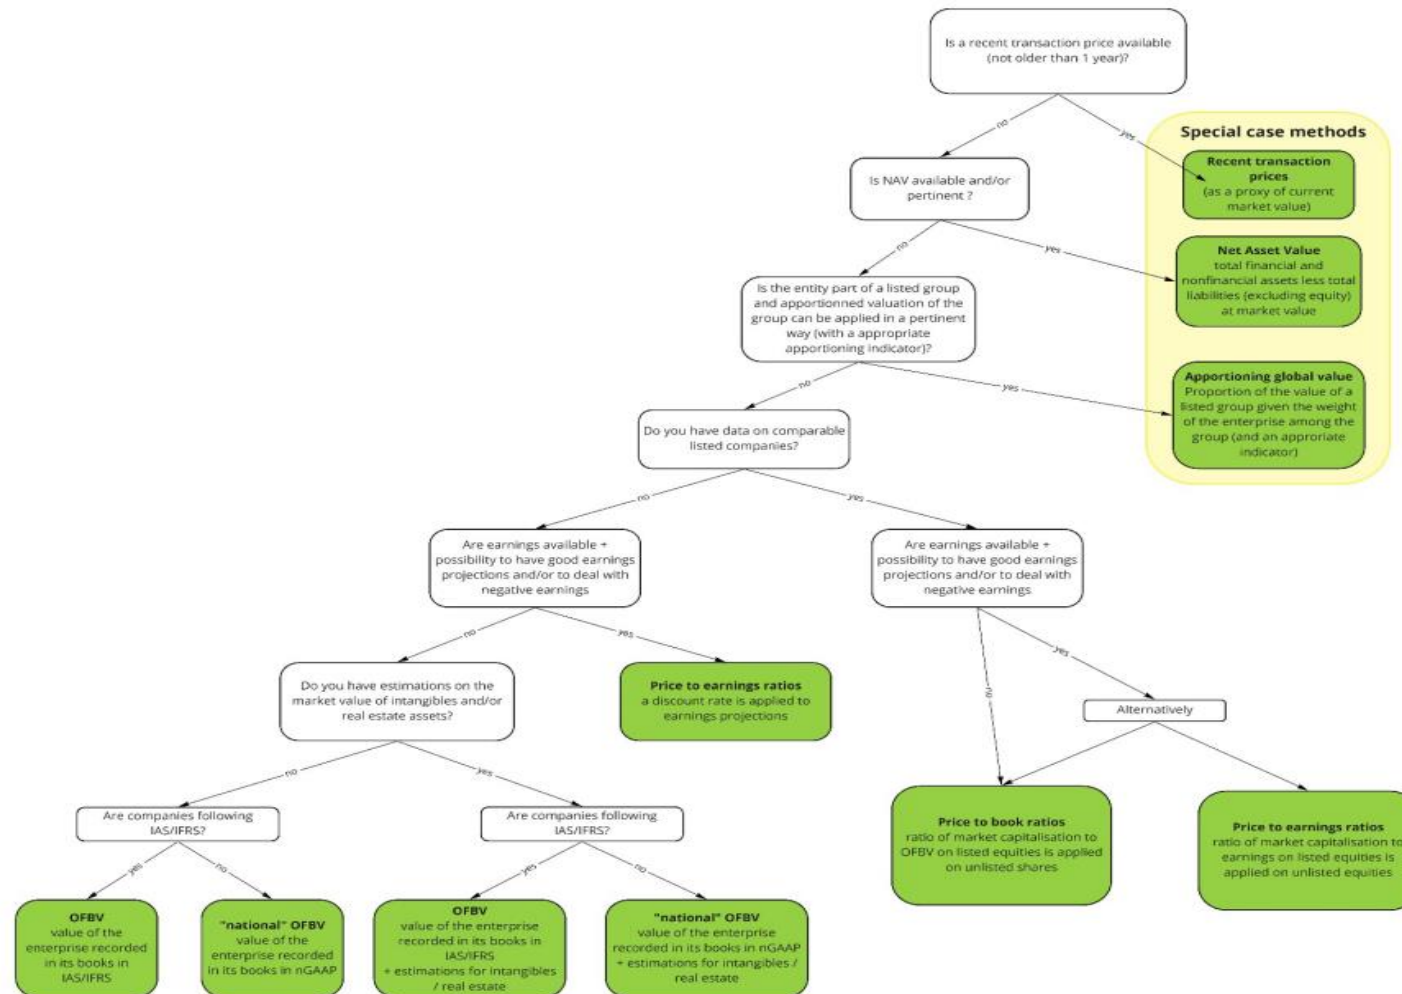 Is a recent transaction price available
(not older than 1 year)?
no
yes
Special case methods
Recent transaction
prices
(as a proxy of current
market value)
Is NAV available and/or
pertinent ?
no
yes
Net Asset Value
total financial and
nonfinancial assets less total
liabilities (excluding equity)
at market value
Is the entity part of a listed group
and apportionned valuation of the
group can be applied in a pertinent
way (with a appropriate
apportioning indicator)?
no
yes
Apportioning global value
Proportion of the value of a
listed group given the weight
of the enterprise among the
group (and an approriate
indicator)
Do you have data on comparable
listed companies?
no
yes
Are earnings available +
possibility to have good earnings
projections and/or to deal with
negative earnings
Are earnings available +
possibility to have good earnings
projections and/or to deal with
negative earnings
no
yes
no
yes
Do you have estimations on the
market value of intangibles and/or
real estate assets?
Price to earnings ratios
a discount rate is applied to
earnings projections
Alternatively
no
yes
Are companies following
IAS/IFRS?
Are companies following
IAS/IFRS?
Price to book ratios
ratio of market capitalisation to
OFBV on listed equities is applied
on unlisted shares
Price to earnings ratios
ratio of market capitalisation to
earnings on listed equities is
applied on unlisted equities
yes
no
yes
no
OFBV
value of the
enterprise recorded
in its books in
IAS/IFRS
"national" OFBV
value of the
enterprise recorded
in its books in nGAAP
OFBV
value of the enterprise
recorded in its books in
IAS/IFRS
+ estimations for intangibles
/ real estate
"national" OFBV
value of the enterprise
recorded in its books in nGAAP
+ estimations for intangibles /
real estate